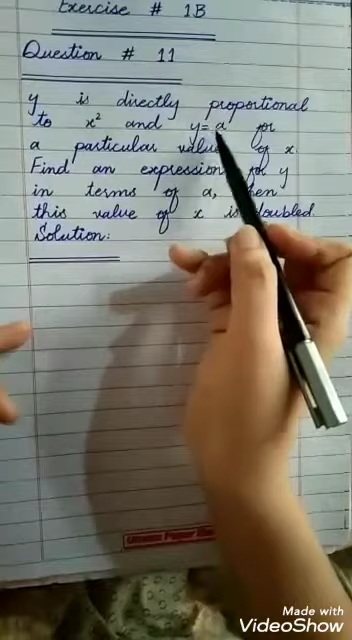 Exercise # 1B
Question # 11
y is directly proportional
to x² and y = a for
a particular value of x.
Find an expression for y
in terms of a, when
this value of x is doubled.
Solution:
Made with
VideoShow